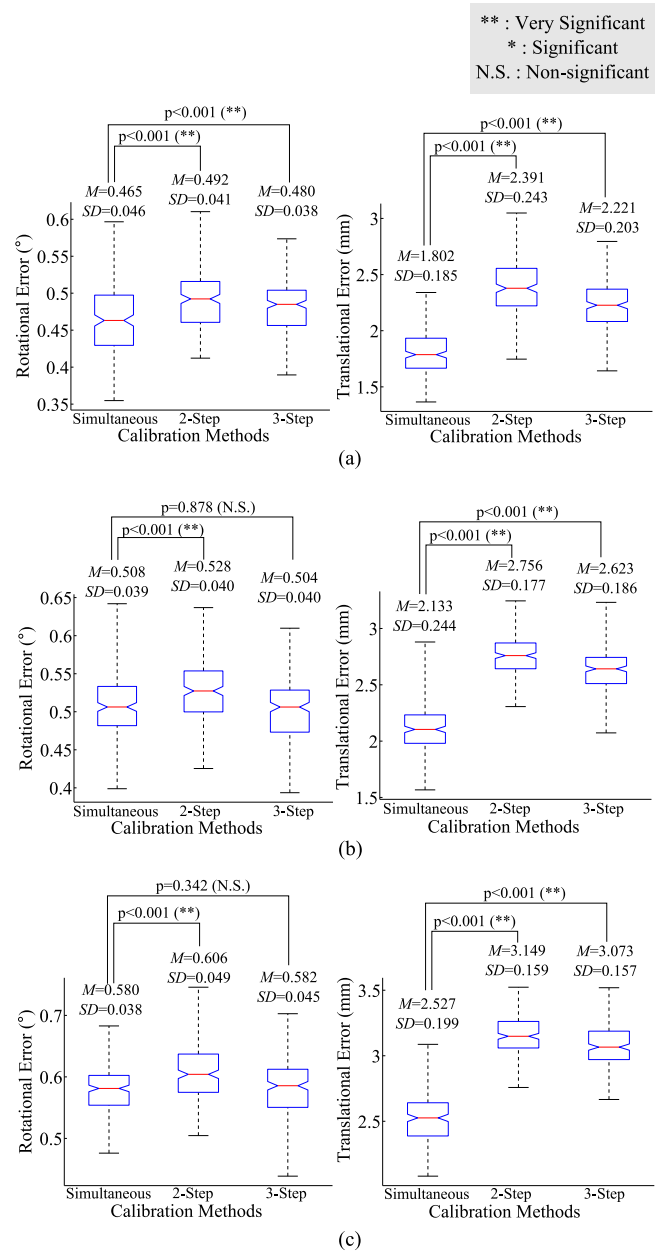 ** : Very Significant
* : Significant
N.S. : Non-significant
p<0.001 (**)
p<0.001 (**)
M=0.465
SD=0.046
M=0.492
SD=0.041
M=0.480
SD=0.038
Rotational Error (°)
0.6
0.55
0.5
0.45
0.4
0.35
Simultaneous 2-Step 3-Step
Calibration Methods
p<0.001 (**)
p<0.001 (**)
M=1.802
SD=0.185
M=2.391
SD=0.243
M=2.221
SD=0.203
Translational Error (mm)
3
2.5
2
1.5
Simultaneous 2-Step 3-Step
Calibration Methods
(a)
p=0.878 (N.S.)
p<0.001 (**)
M=0.508
SD=0.039
M=0.528
SD=0.040
M=0.504
SD=0.040
Rotational Error (°)
0.65
0.6
0.55
0.5
0.45
0.4
Simultaneous 2-Step 3-Step
Calibration Methods
p<0.001 (**)
p<0.001 (**)
M=2.133
SD=0.244
M=2.756
SD=0.177
M=2.623
SD=0.186
Translational Error (mm)
3
2.5
2
1.5
Simultaneous 2-Step 3-Step
Calibration Methods
(b)
p=0.342 (N.S.)
p<0.001 (**)
M=0.580
SD=0.038
M=0.606
SD=0.049
M=0.582
SD=0.045
Rotational Error (°)
0.7
0.6
0.5
Simultaneous 2-Step 3-Step
Calibration Methods
p<0.001 (**)
p<0.001 (**)
M=2.527
SD=0.199
M=3.149
SD=0.159
M=3.073
SD=0.157
Translational Error (mm)
3.5
3
2.5
Simultaneous 2-Step 3-Step
Calibration Methods
(c)